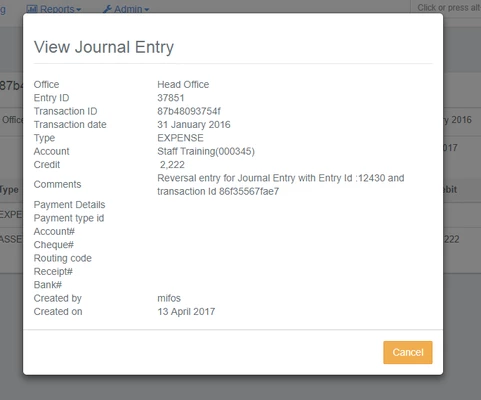 Reports
Admin
Click or press alt
View Journal Entry
Office Head Office
Entry ID 37851
Transaction ID 87b48093754f
Transaction date 31 January 2016
Type EXPENSE
Account Staff Training(000345)
Credit 2,222
Comments Reversal entry for Journal Entry with Entry Id :12430 and
transaction Id 86f35567fae7
Payment Details
Payment type id
Account#
Cheque#
Routing code
Receipt#
Bank#
Created by mifos
Created on 13 April 2017
Cancel
87b4
Office
y 2016
017
Type
bit
EXPE
ASSE
222